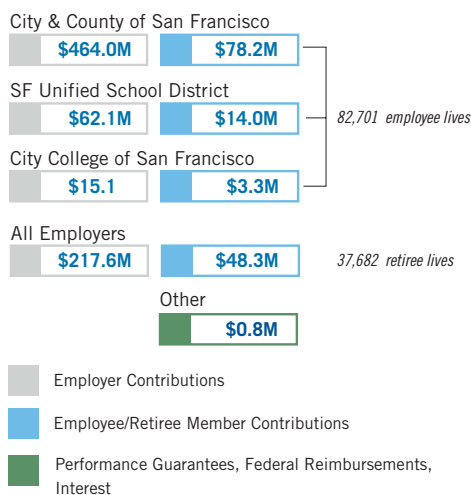 City & County of San Francisco
$464.0M $78.2M
SF Unified School District
$62.1M $14.0M
82,701 employee lives
City College of San Francisco
$15.1 $3.3M
All Employers
$217.6M $48.3M
37,682 retiree lives
Other
$0.8M
Employer Contributions
Employee/Retiree Member Contributions
Performance Guarantees, Federal Reimbursements,
Interest